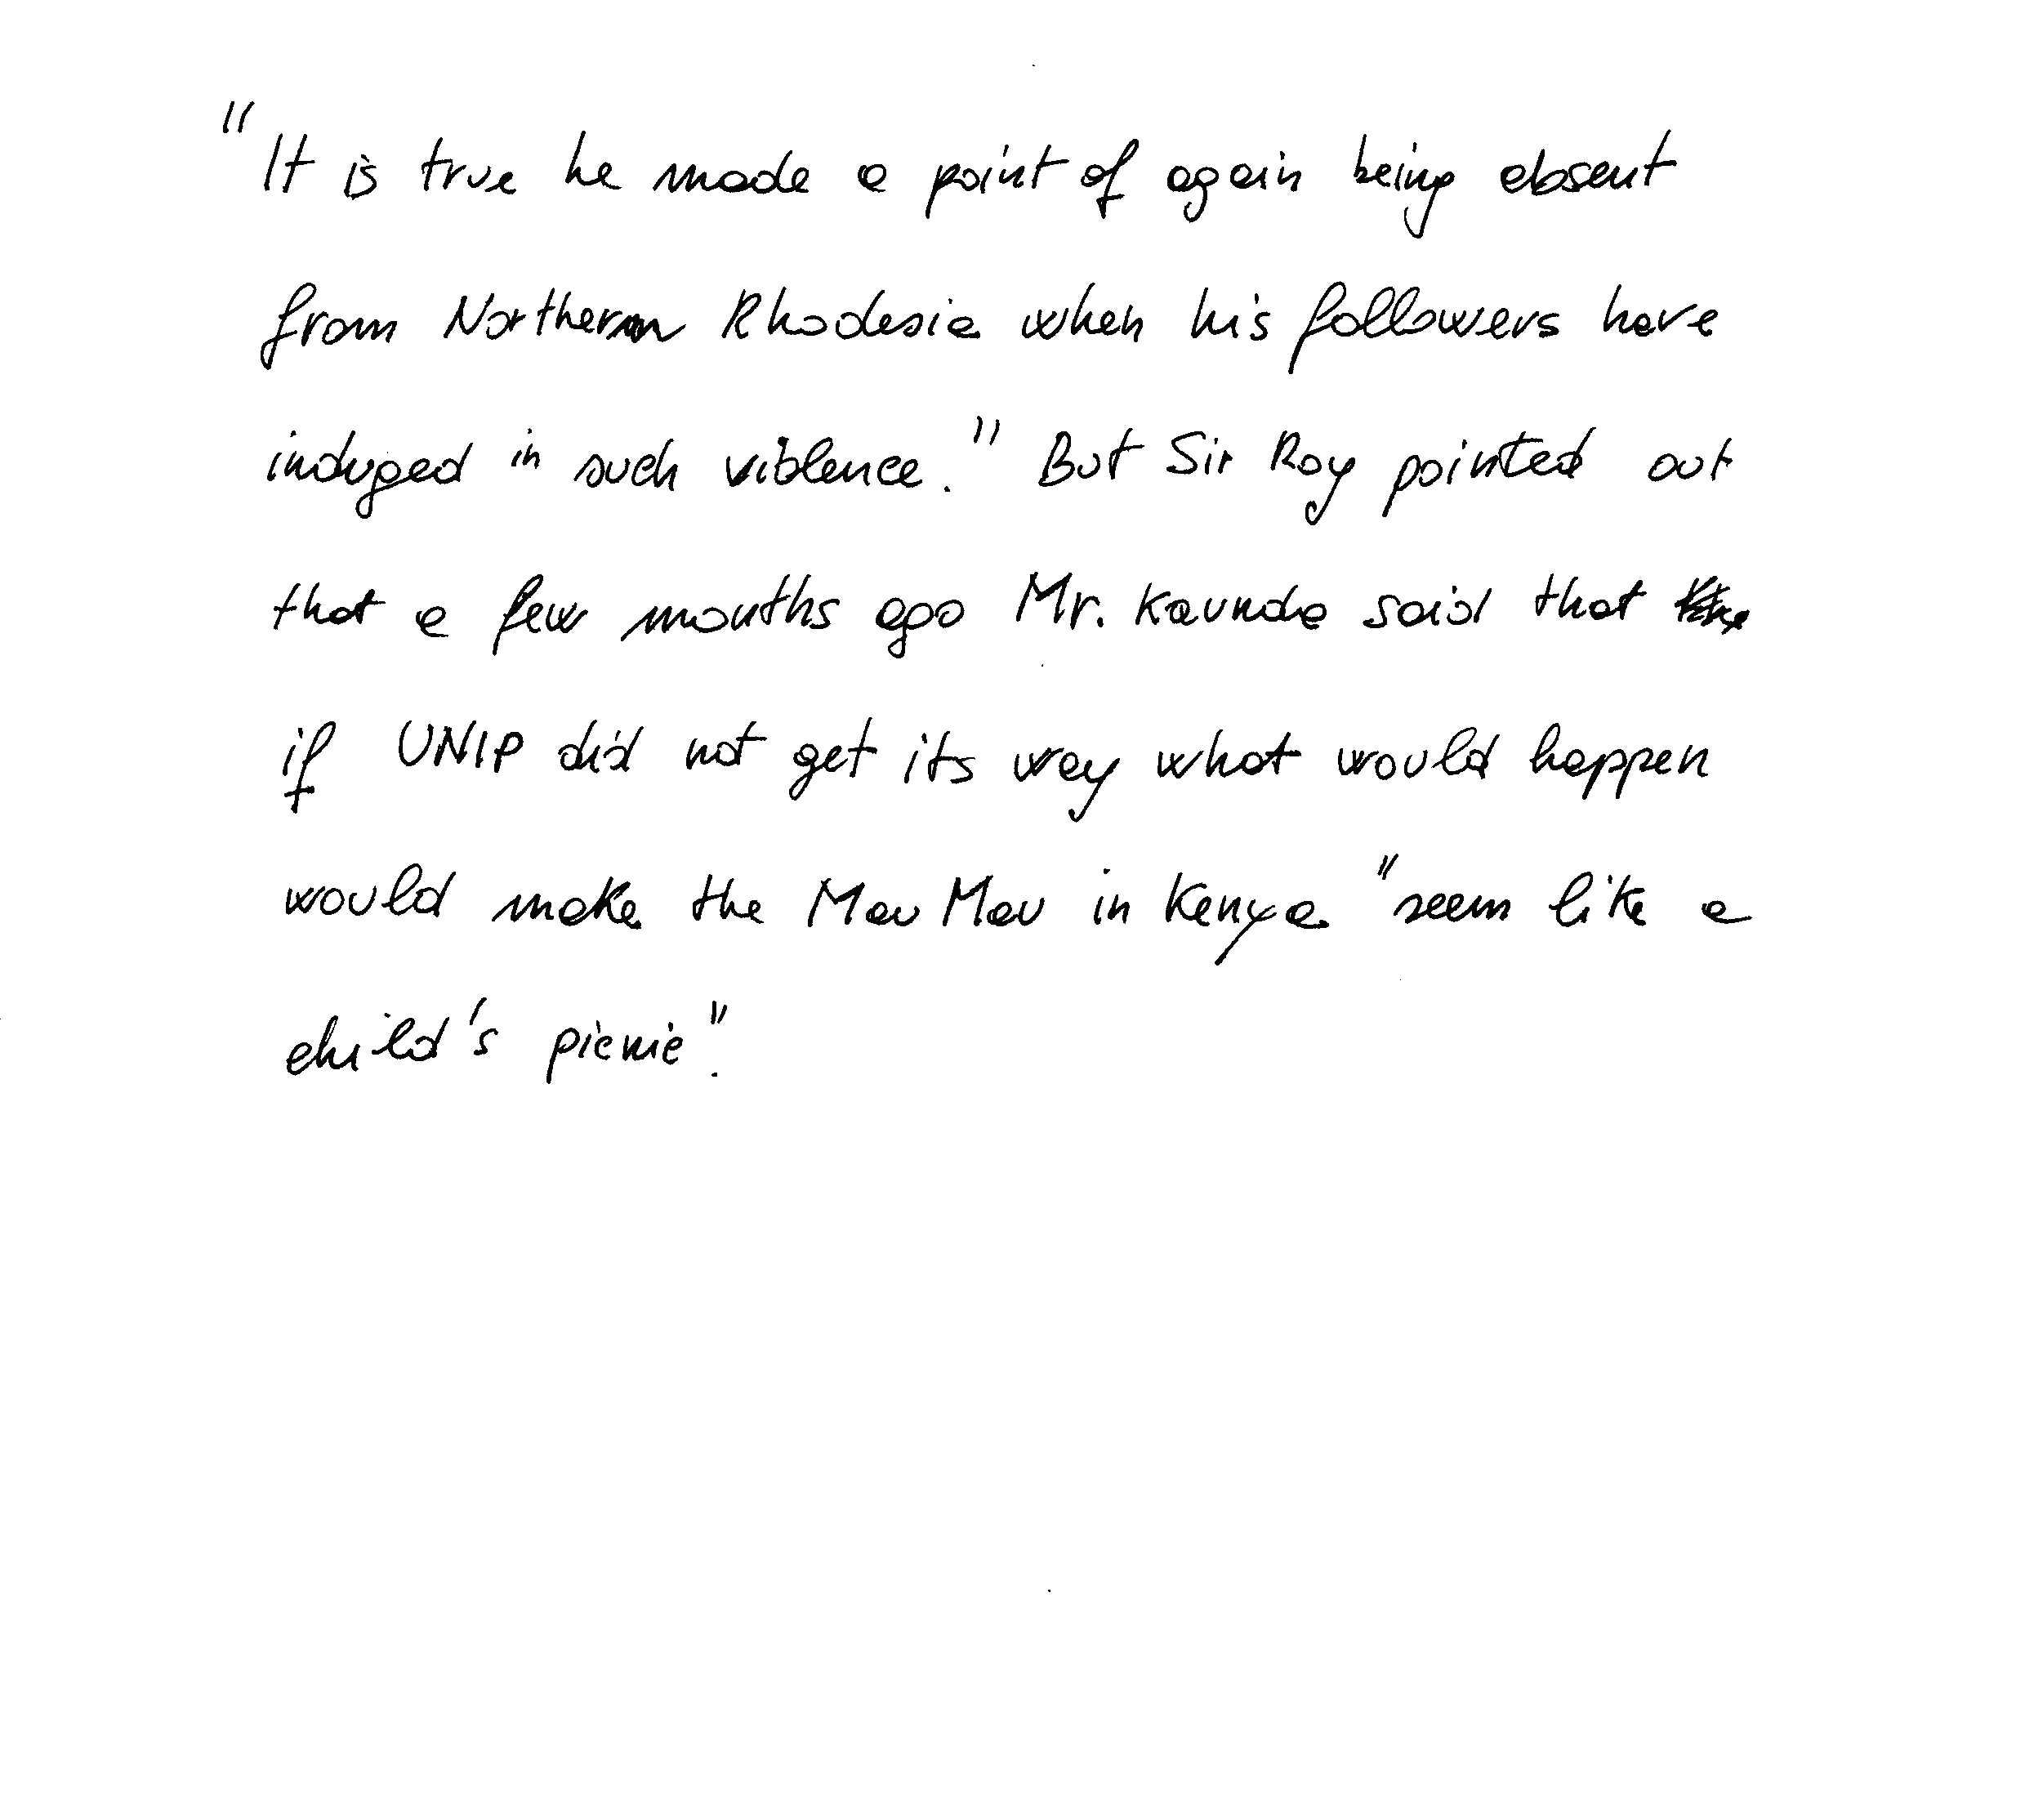 "It is true he made a point of again being absent
from Northern Rhodesia when his followers have
indulged in such violence." But Sir Roy pointed out
that a few months ago Mr. Kaunda said that
if UNIP did not get its way what would happen
would make the Mau Mau in Kenya "seem like a
child's picnic".